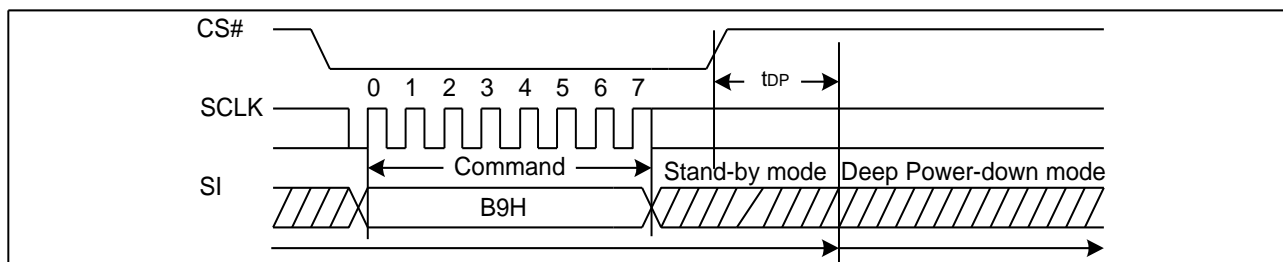 CS#
tDP
0 1 2 3 4 5 6 7
SCLK
Command
Stand-by mode Deep Power-down mode
SI
B9H